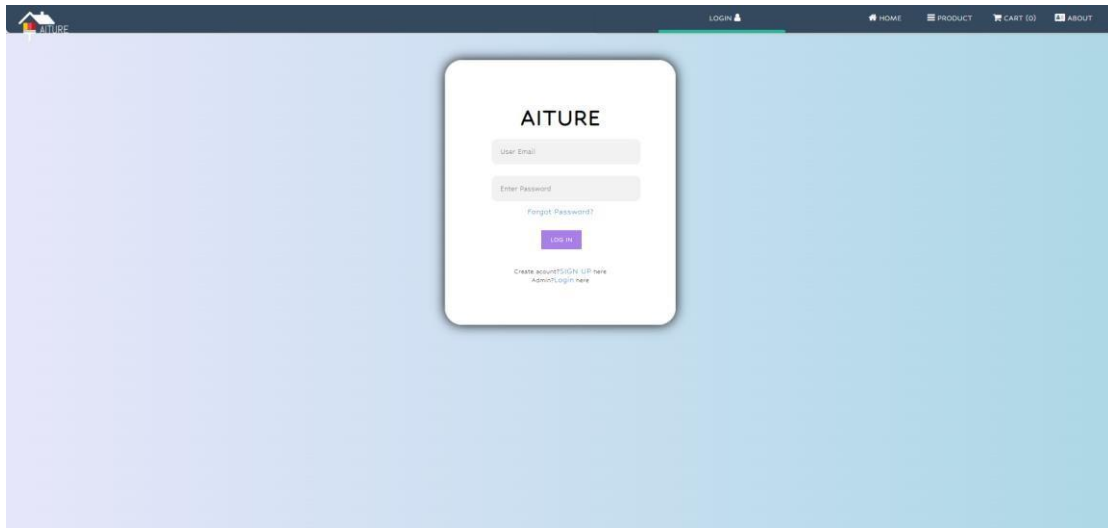 AITURE
LOGIN
HOME
PRODUCT
CART (0)
ABOUT
AITURE
User Email
Enter Password
Forgot Password?
LOG IN
Create acount?SIGN UP here
Admin?Login here